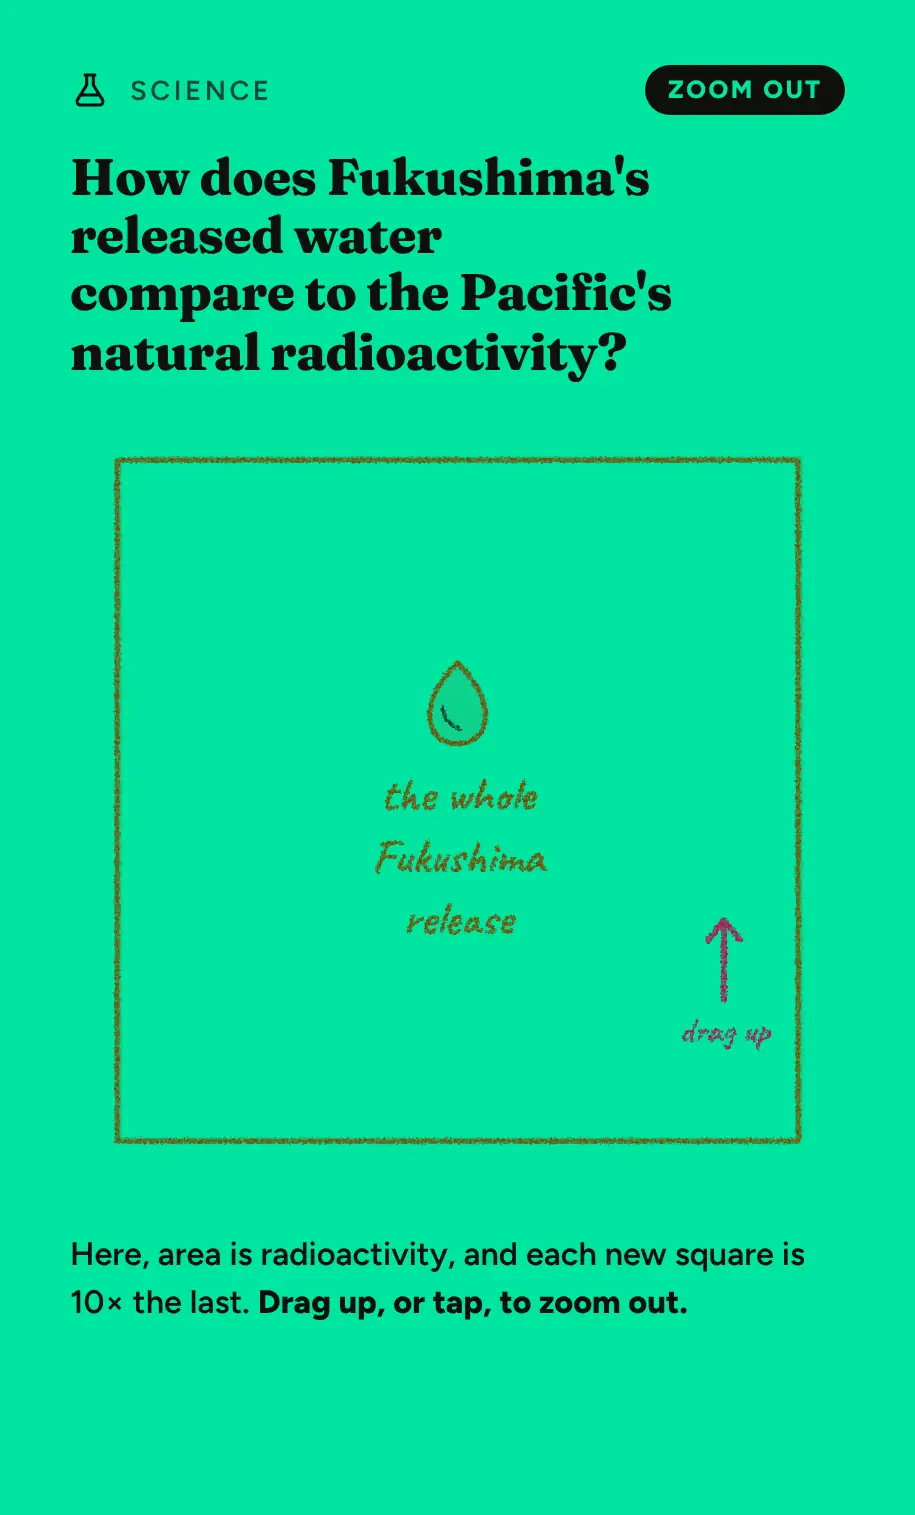 SCIENCE
ZOOM OUT
How does Fukushima's
released water
compare to the Pacific's
natural radioactivity?
the whole
Fukushima
release
drag up
Here, area is radioactivity, and each new square is
10× the last. Drag up, or tap, to zoom out.